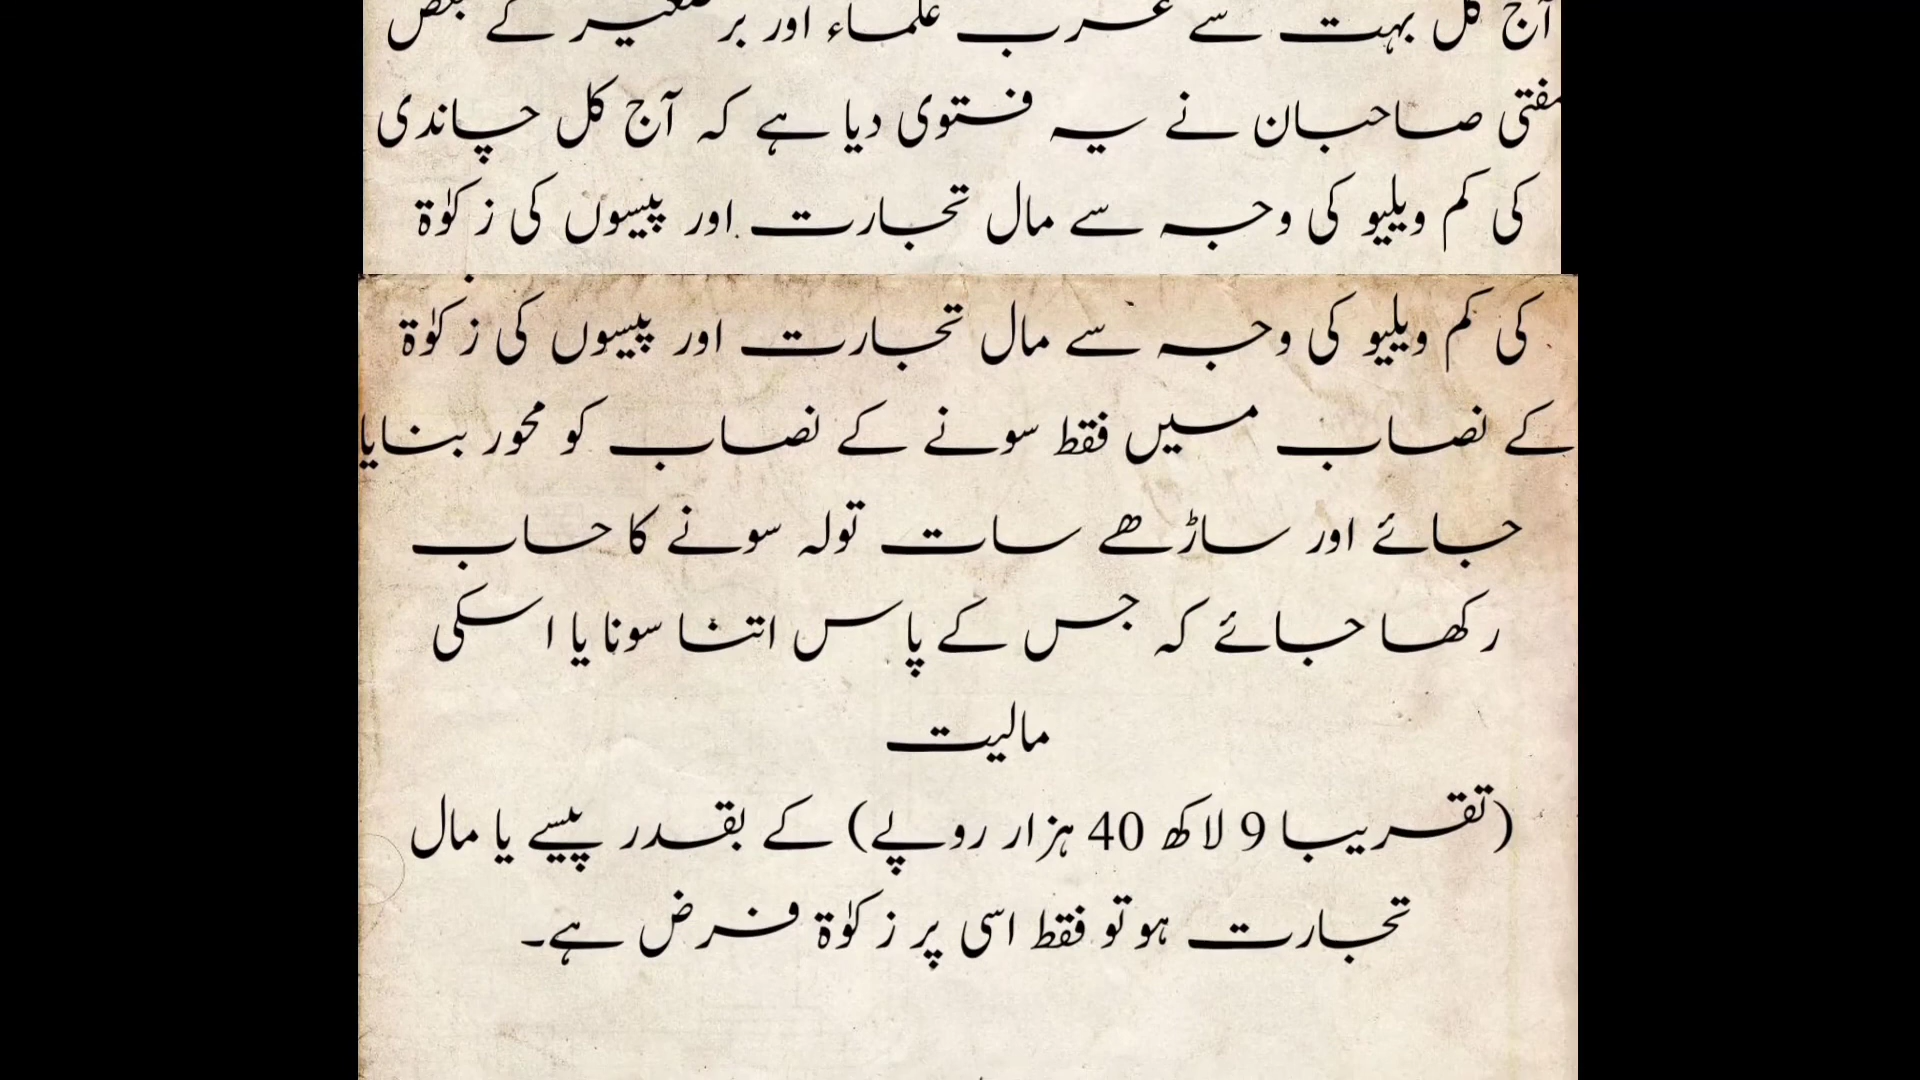 آج کل بہت سے عرب علماء اور بر صغیر کے بعض
مفتی صاحبان نے یہ فتوی دیا ہے کہ آج کل چاندی
کی کم ویلیو کی وجہ سے مال تجارت اور پیسوں کی زکوٰة
کی کم ویلیو کی وجہ سے مال تجارت اور پیسوں کی زکوٰة
کے نصاب میں فقط سونے کے نصاب کو محور بنایا
جائے اور ساڑھے سات تولہ سونے کا حساب
رکھا جائے کہ جس کے پاس اتنا سونا یا اسکی
مالیت
(تقریبا 9 لاکھ 40 ہزار روپے) کے بقدر پیسے یا مال
تجارت ہو تو فقط اسی پر زکوٰة فرض ہے۔